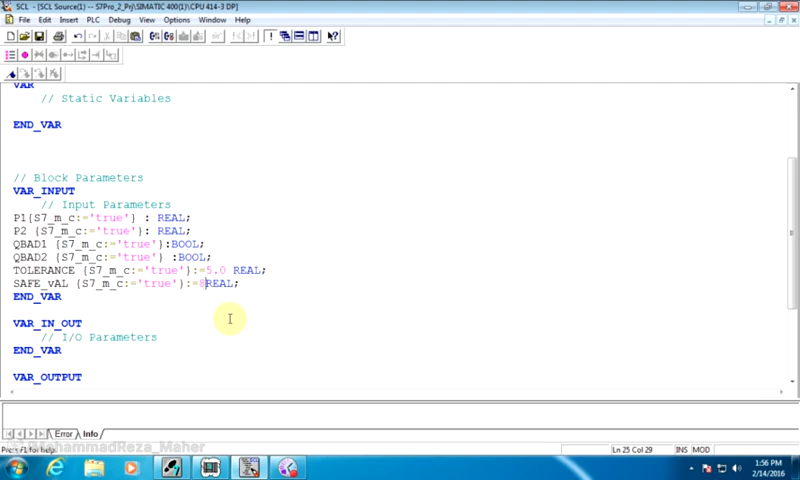 SCL - [SCL Source(1) -- S7Pro_2_Prj\SIMATIC 400(1)\CPU 414-3 DP]
File Edit Insert PLC Debug View Options Window Help
VAR
// Static Variables
END_VAR
// Block Parameters
VAR_INPUT
// Input Parameters
P1{S7_m_c:='true'} : REAL;
P2 {S7_m_c:='true'}: REAL;
QBAD1 {S7_m_c:='true'}:BOOL;
QBAD2 {S7_m_c:='true'} :BOOL;
TOLERANCE {S7_m_c:='true'}:=5.0 REAL;
SAFE_vAL {S7_m_c:='true'}:=8REAL;
END_VAR
VAR_IN_OUT
// I/O Parameters
END_VAR
VAR_OUTPUT
Error Info
MohammadReza_Maher
Press F1 for help.
Ln 25 Col 29 INS MOD
1:56 PM
2/14/2016